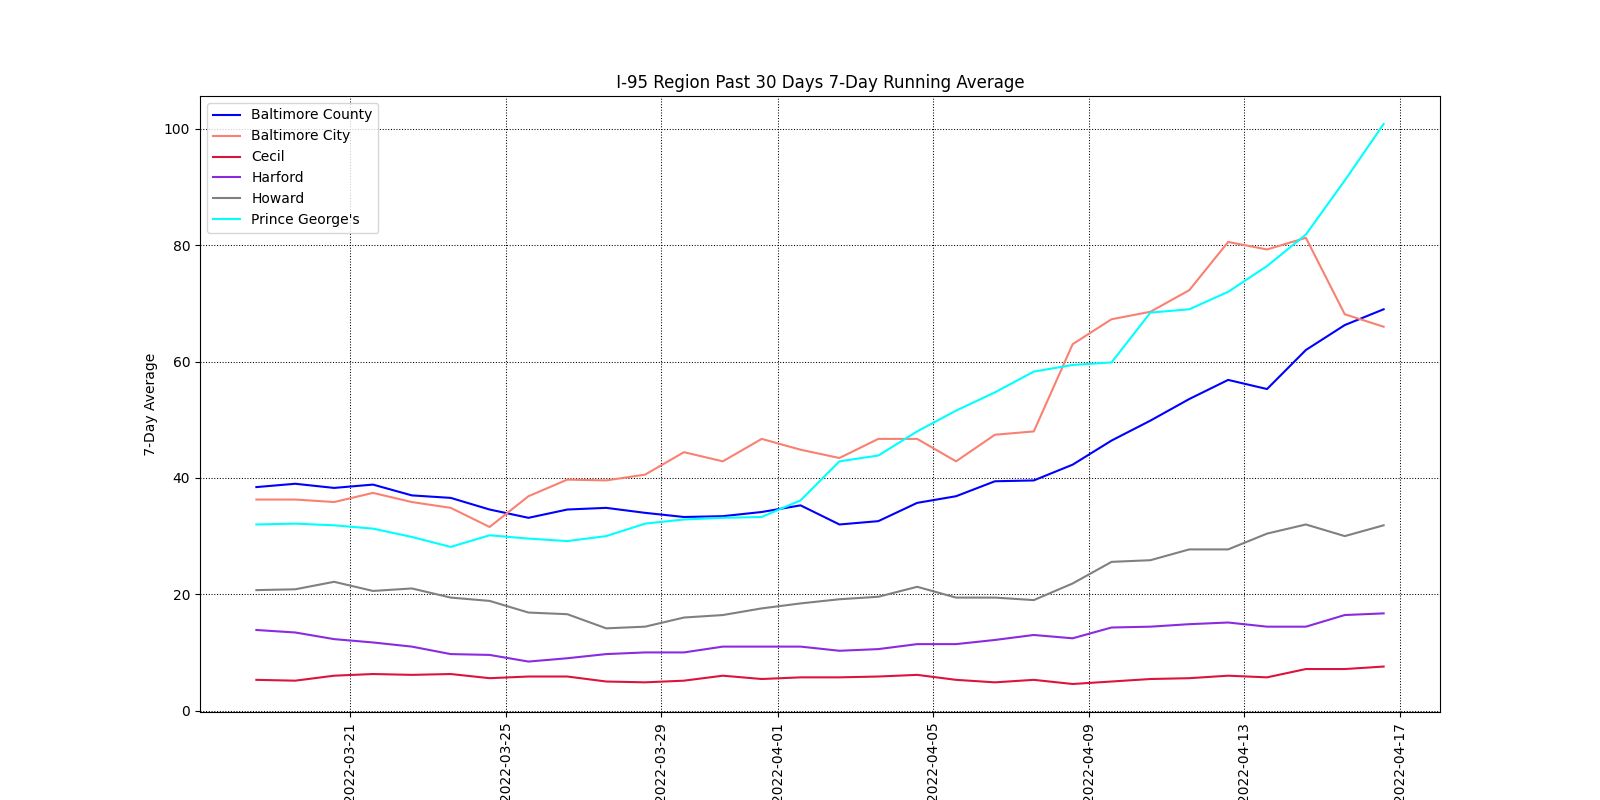 I-95 Region Past 30 Days 7-Day Running Average
Baltimore County
Baltimore City
Cecil
Harford
Howard
Prince George's
7-Day Average
100
80
60
40
20
0
2022-03-21
2022-03-25
2022-03-29
2022-04-01
2022-04-05
2022-04-09
2022-04-13
2022-04-17